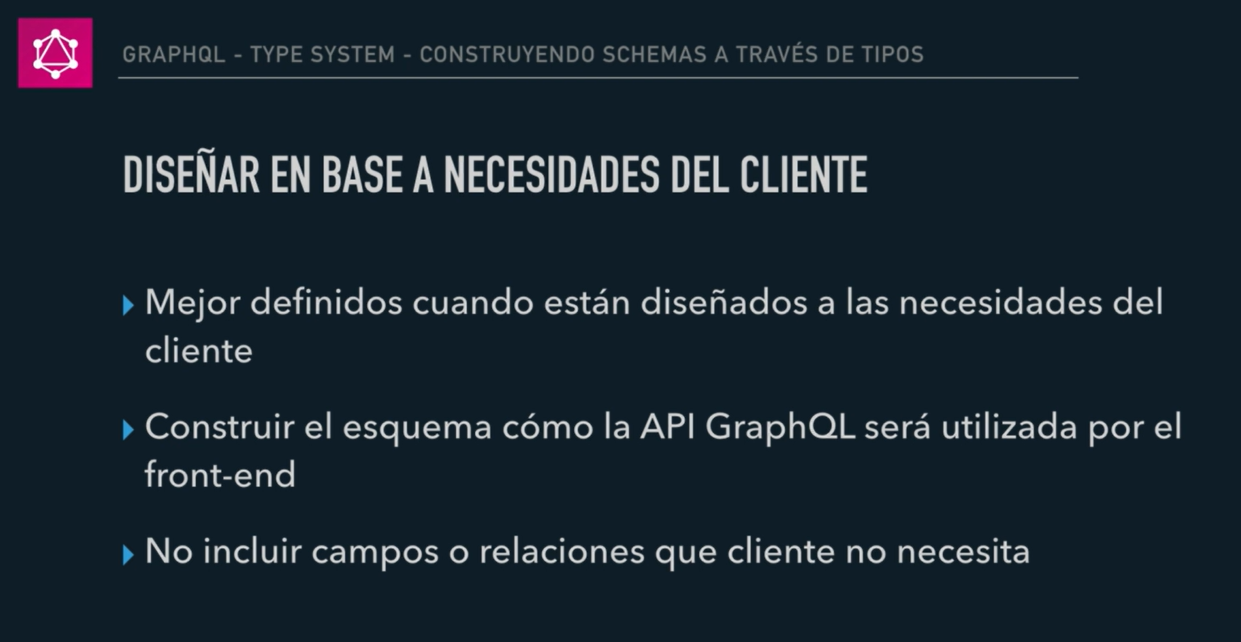 GRAPHQL - TYPE SYSTEM - CONSTRUYENDO SCHEMAS A TRAVÉS DE TIPOS
DISEÑAR EN BASE A NECESIDADES DEL CLIENTE
Mejor definidos cuando están diseñados a las necesidades del
cliente
Construir el esquema cómo la API GraphQL será utilizada por el
front-end
No incluir campos o relaciones que cliente no necesita